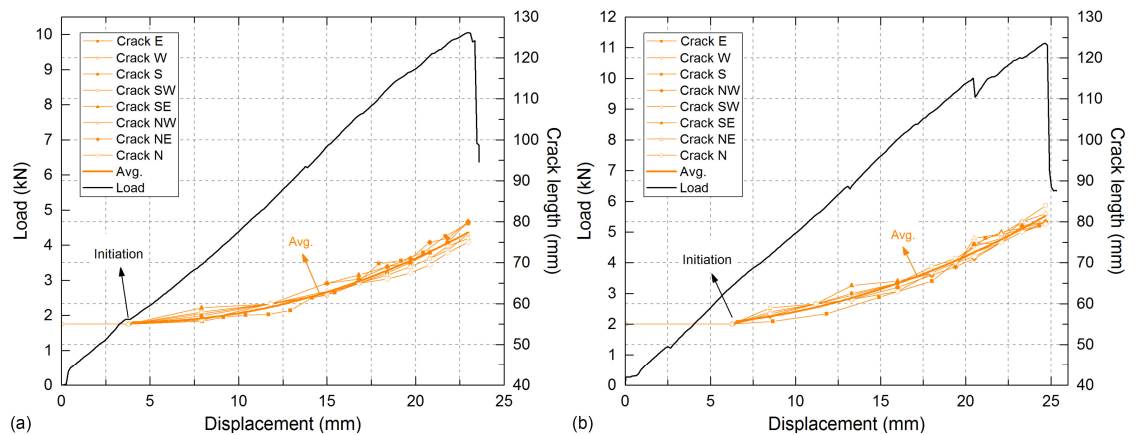 10
9
8
7
6
5
4
3
2
1
0
Load (kN)
Crack E
Crack W
Crack S
Crack SW
Crack SE
Crack NW
Crack NE
Crack N
Avg.
Load
Initiation
Avg.
130
120
110
100
90
80
70
60
50
40
Crack length (mm)
0 5 10 15 20 25
(a) Displacement (mm)
12
11
10
9
8
7
6
5
4
3
2
1
0
Load (kN)
Crack E
Crack W
Crack S
Crack NW
Crack SW
Crack SE
Crack NE
Crack N
Avg.
Load
Initiation
Avg.
130
120
110
100
90
80
70
60
50
40
Crack length (mm)
0 5 10 15 20 25
(b) Displacement (mm)